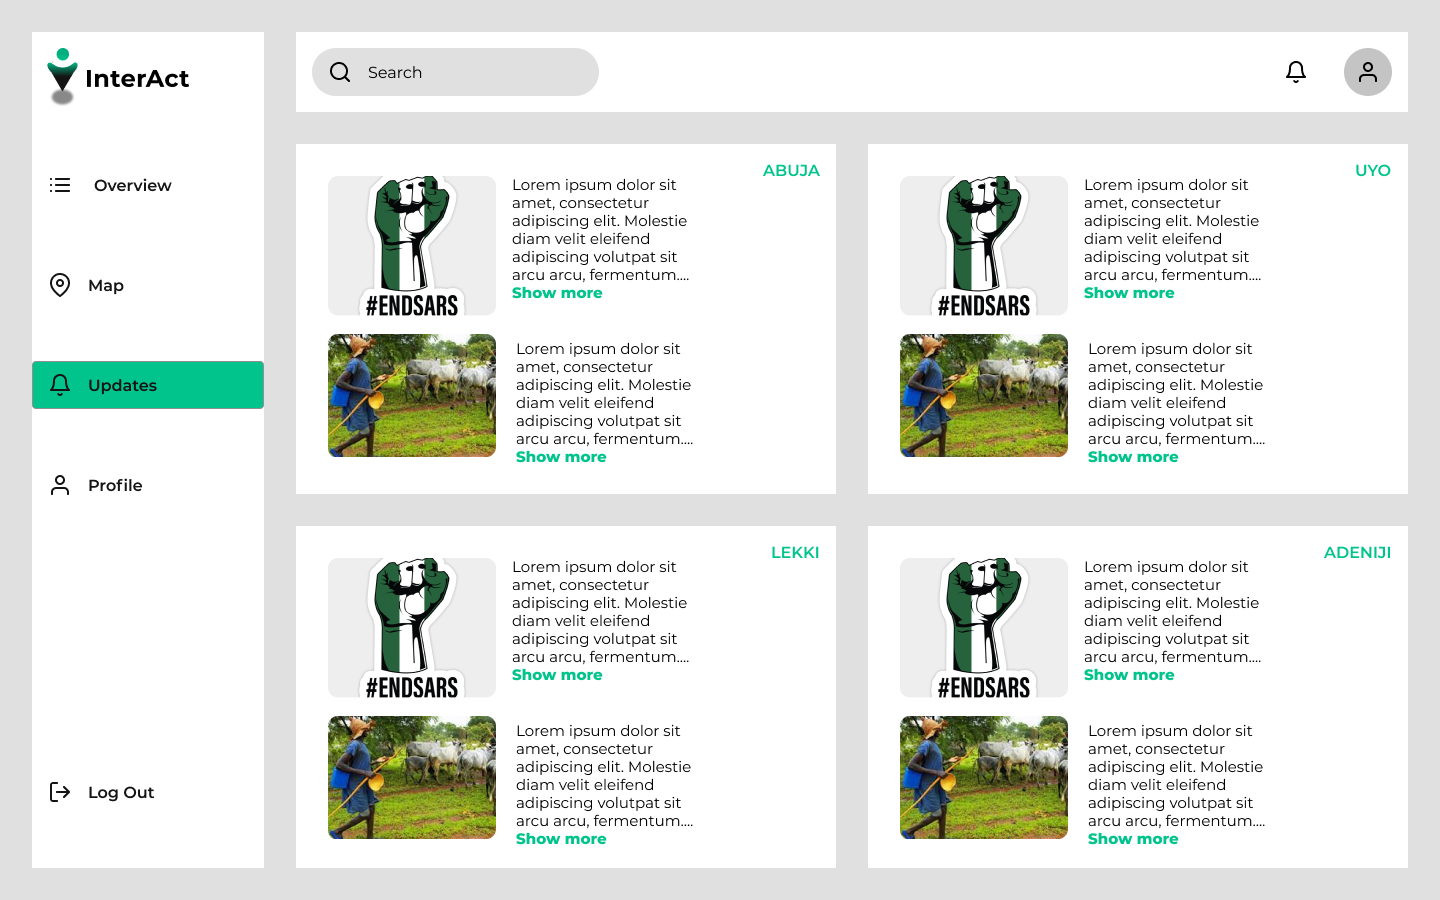 InterAct
Overview
Map
Updates
Profile
Log Out
Search
ABUJA
#ENDSARS
Lorem ipsum dolor sit
amet, consectetur
adipiscing elit. Molestie
diam velit eleifend
adipiscing volutpat sit
arcu arcu, fermentum....
Show more
Lorem ipsum dolor sit
amet, consectetur
adipiscing elit. Molestie
diam velit eleifend
adipiscing volutpat sit
arcu arcu, fermentum....
Show more
UYO
#ENDSARS
Lorem ipsum dolor sit
amet, consectetur
adipiscing elit. Molestie
diam velit eleifend
adipiscing volutpat sit
arcu arcu, fermentum....
Show more
Lorem ipsum dolor sit
amet, consectetur
adipiscing elit. Molestie
diam velit eleifend
adipiscing volutpat sit
arcu arcu, fermentum....
Show more
LEKKI
#ENDSARS
Lorem ipsum dolor sit
amet, consectetur
adipiscing elit. Molestie
diam velit eleifend
adipiscing volutpat sit
arcu arcu, fermentum....
Show more
Lorem ipsum dolor sit
amet, consectetur
adipiscing elit. Molestie
diam velit eleifend
adipiscing volutpat sit
arcu arcu, fermentum....
Show more
ADENIJI
#ENDSARS
Lorem ipsum dolor sit
amet, consectetur
adipiscing elit. Molestie
diam velit eleifend
adipiscing volutpat sit
arcu arcu, fermentum....
Show more
Lorem ipsum dolor sit
amet, consectetur
adipiscing elit. Molestie
diam velit eleifend
adipiscing volutpat sit
arcu arcu, fermentum....
Show more